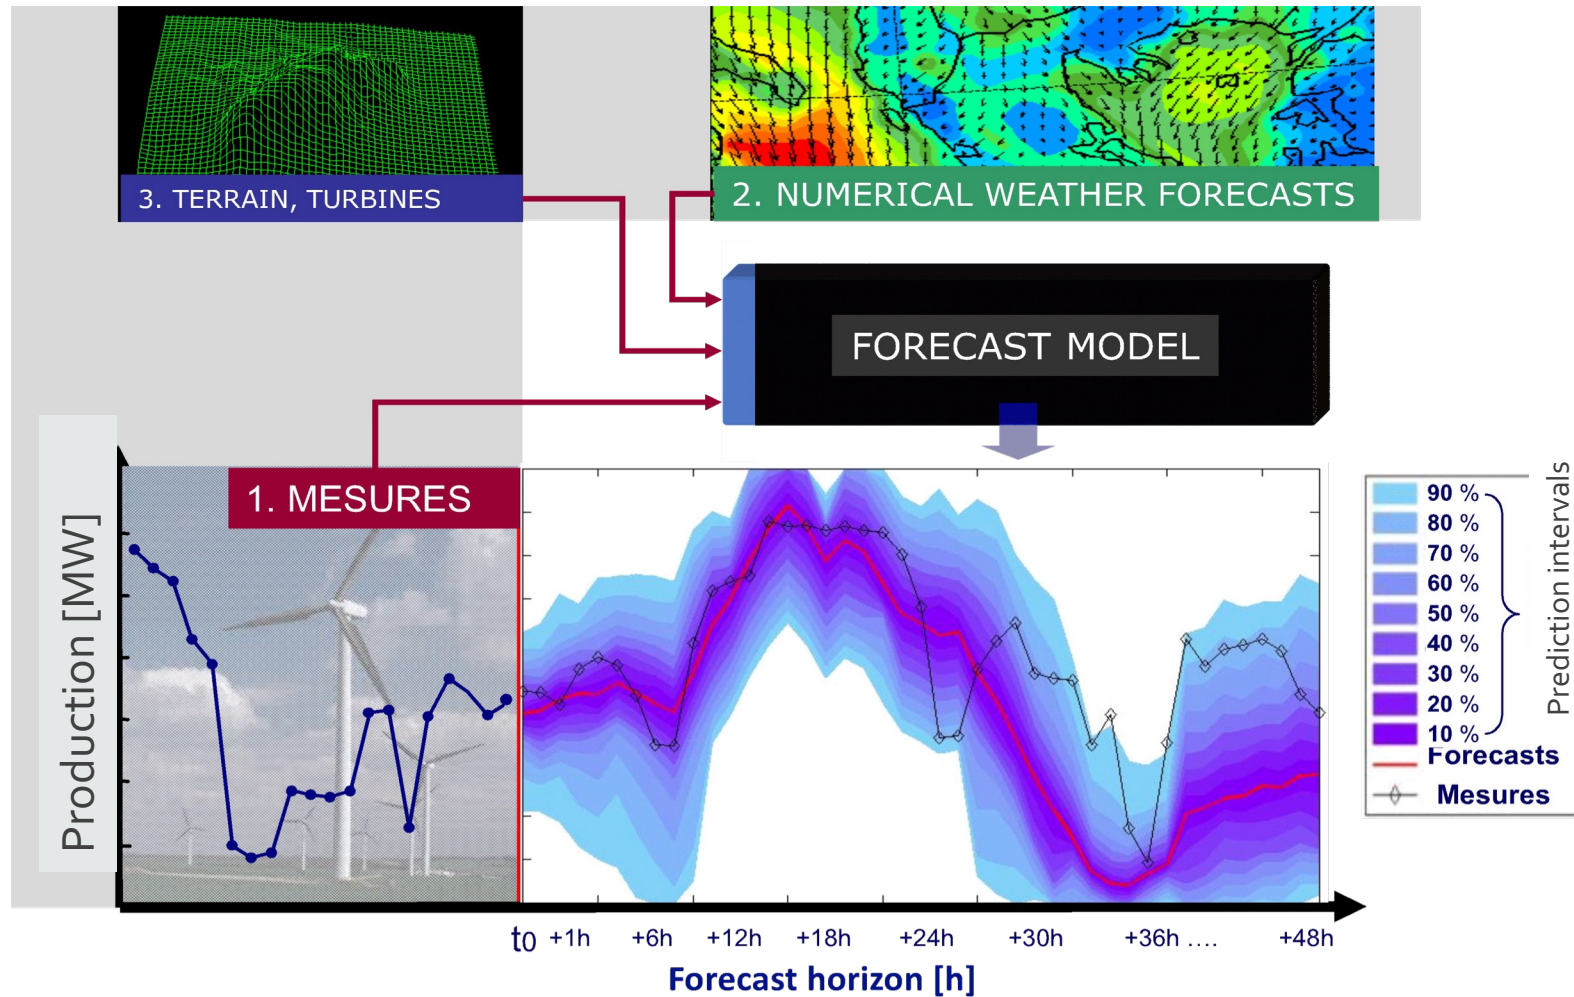 3. TERRAIN, TURBINES
2. NUMERICAL WEATHER FORECASTS
FORECAST MODEL
1. MESURES
Production [MW]
90 %
80 %
70 %
60 %
50 %
40 %
30 %
20 %
10 %
Forecasts
Mesures
Prediction intervals
t0 +1h +6h +12h +18h +24h +30h +36h .... +48h
Forecast horizon [h]